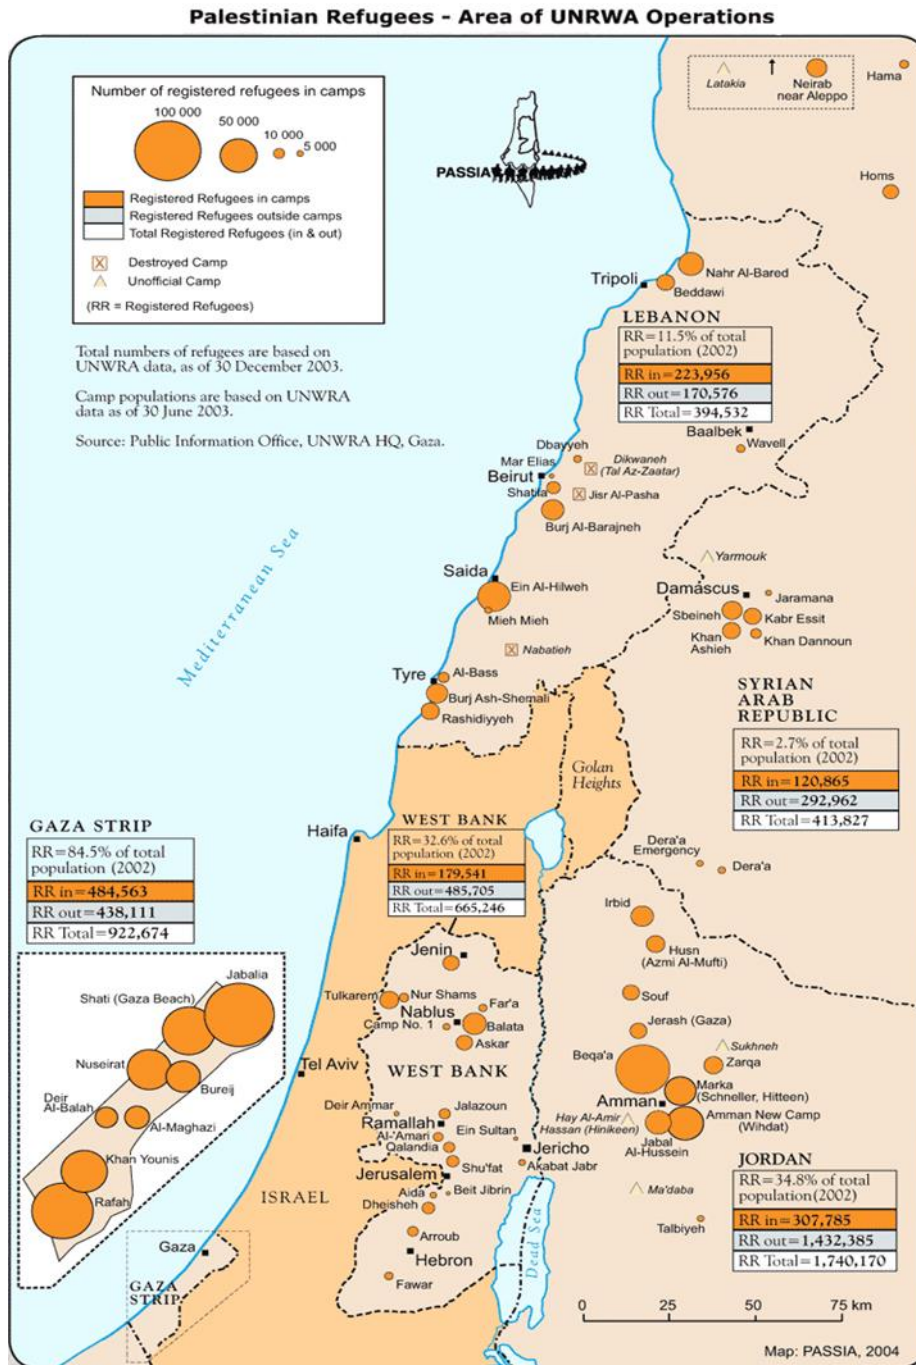 Palestinian Refugees - Area of UNRWA Operations
Number of registered refugees in camps
100 000
50 000
10 000
5 000
Registered Refugees in camps
Registered Refugees outside camps
Total Registered Refugees (in & out)
Destroyed Camp
Unofficial Camp
(RR = Registered Refugees)
Total numbers of refugees are based on
UNWRA data, as of 30 December 2003.
Camp populations are based on UNWRA
data as of 30 June 2003.
Source: Public Information Office, UNWRA HQ, Gaza.
PASSIA
Latakia
Neirab
near Aleppo
Hama
Homs
Nahr Al-Bared
Tripoli
Beddawi
LEBANON
RR=11.5% of total
population (2002)
RR in=223,956
RR out=170,576
RR Total=394,532
Baalbek
Wavell
Dbayyeh
Mar Elias
Dikwaneh
(Tal Az-Zaatar)
Beirut
Shatila
Jisr Al-Pasha
Burj Al-Barajneh
Mediterranean Sea
Saida
Ein Al-Hilweh
Mieh Mieh
Nabatieh
Tyre
Al-Bass
Burj Ash-Shemali
Rashidiyyeh
Yarmouk
Damascus
Jaramana
Sbeineh
Kabr Essit
Khan
Ashieh
Khan Dannoun
SYRIAN
ARAB
REPUBLIC
RR=2.7% of total
population (2002)
RR in=120,865
RR out=292,962
RR Total=413,827
Golan
Heights
Haifa
GAZA STRIP
RR=84.5% of total
population (2002)
RR in=484,563
RR out=438,111
RR Total=922,674
WEST BANK
RR=32.6% of total
population (2002)
RR in=179,541
RR out=485,705
RR Total=665,246
Dera'a
Emergency
Dera'a
Irbid
Husn
(Azmi Al-Mufti)
Souf
Jerash (Gaza)
Sukhneh
Beqa'a
Zarqa
Marka
(Schneller, Hitteen)
Amman
Hay Al-Amir
Hassan (Hinikeen)
Amman New Camp
(Wihdat)
Jabal
Al-Hussein
JORDAN
RR=34.8% of total
population(2002)
RR in=307,785
RR out=1,432,385
RR Total=1,740,170
Ma'daba
Talbiyeh
Jenin
Tulkarem
Nur Shams
Far'a
Nablus
Camp No. 1
Balata
Askar
Tel Aviv
WEST BANK
Deir Ammar
Jalazoun
Ramallah
Al-'Amari
Ein Sultan
Qalandia
Jericho
Shu'fat
Akabat Jabr
Jerusalem
Aida
Beit Jibrin
Dheisheh
ISRAEL
Arroub
Hebron
Fawar
Dead Sea
Jabalia
Shati (Gaza Beach)
Nuseirat
Bureij
Deir
Al-Balah
Al-Maghazi
Khan Younis
Rafah
Gaza
GAZA
STRIP
0 25 50 75 km
Map: PASSIA, 2004